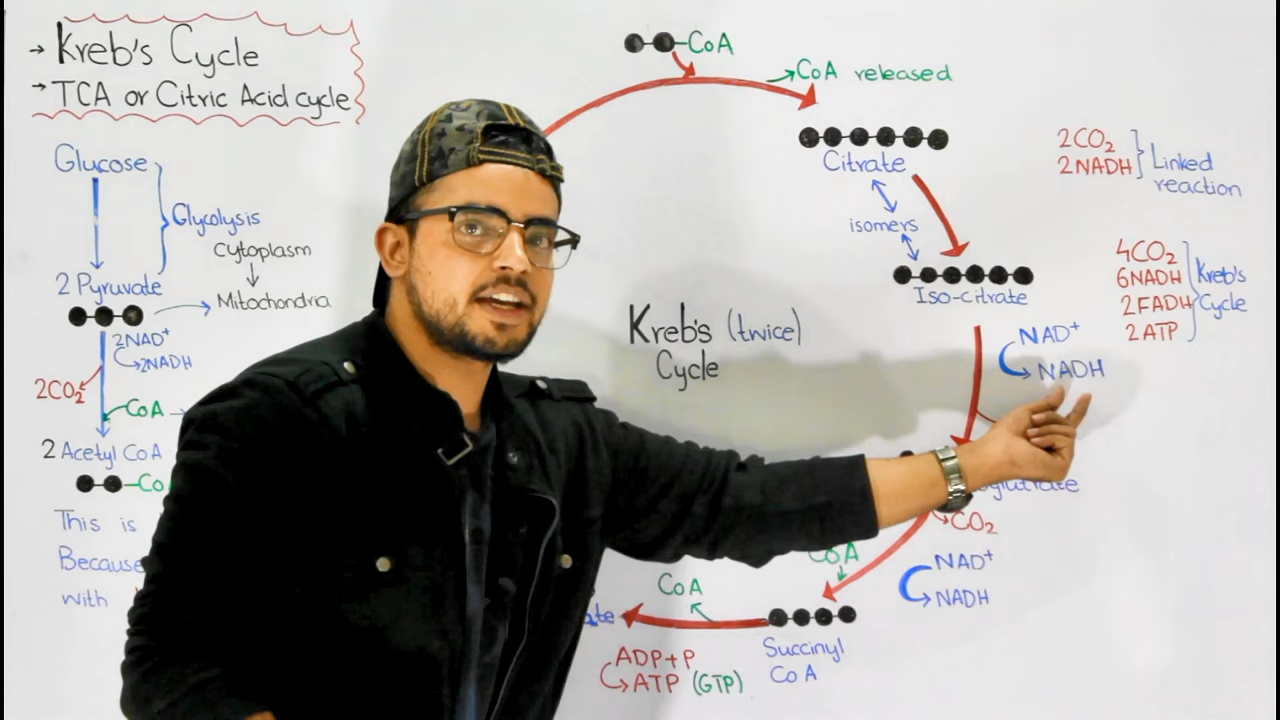 → Kreb's Cycle
→ TCA or Citric Acid cycle
Glucose
Glycolysis
Cytoplasm
2 Pyruvate
Mitochondria
2NAD⁺
2NADH
2CO₂
CoA
2 Acetyl CoA
This is
Because
with
CoA
CoA released
Citrate
isomers
Iso-citrate
Kreb's (twice)
Cycle
NAD⁺
NADH
CO₂
CoA
NAD⁺
NADH
Succinyl
CoA
CoA
ADP+P
ATP (GTP)
2CO₂
2NADH
Linked
reaction
4CO₂
6NADH
2FADH
2ATP
Kreb's
Cycle